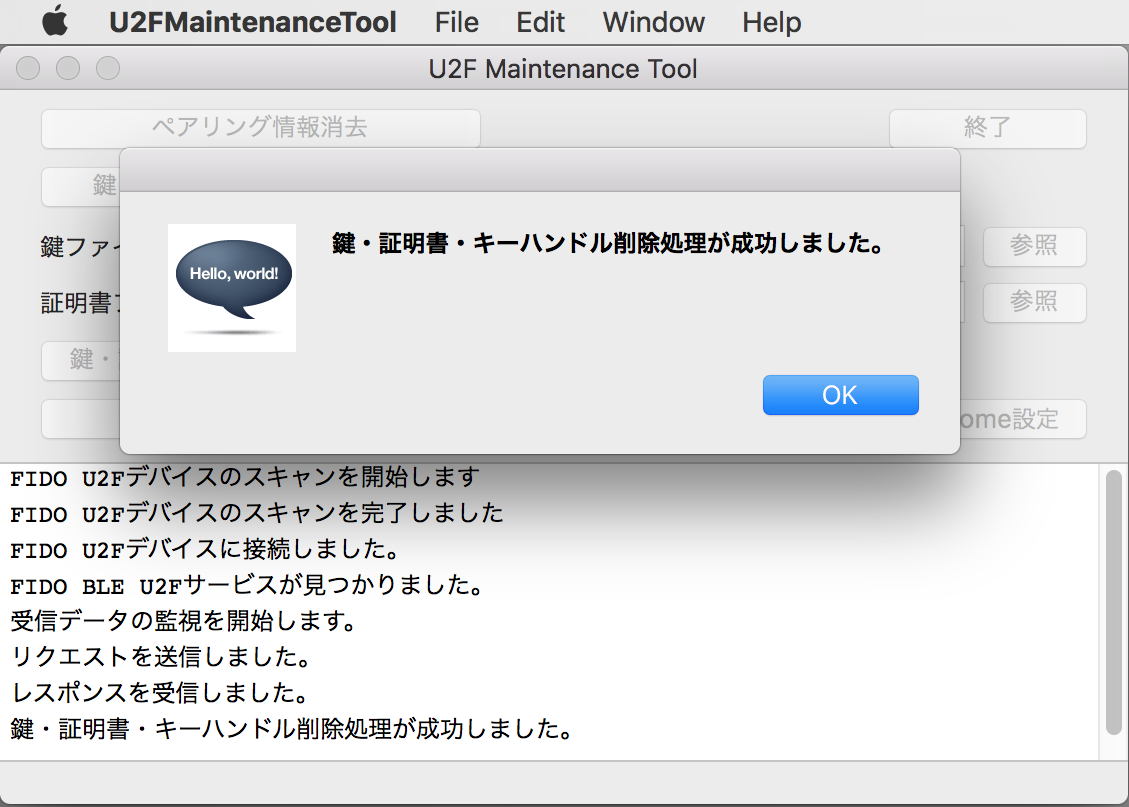 U2FMaintenanceTool File Edit Window Help
U2F Maintenance Tool
ペアリング情報消去 終了
鍵
鍵・証明書・キーハンドル削除処理が成功しました。
鍵ファイ 参照
Hello, world!
証明書 参照
鍵・
OK
ome設定
FIDO U2Fデバイスのスキャンを開始します
FIDO U2Fデバイスのスキャンを完了しました
FIDO U2Fデバイスに接続しました。
FIDO BLE U2Fサービスが見つかりました。
受信データの監視を開始します。
リクエストを送信しました。
レスポンスを受信しました。
鍵・証明書・キーハンドル削除処理が成功しました。